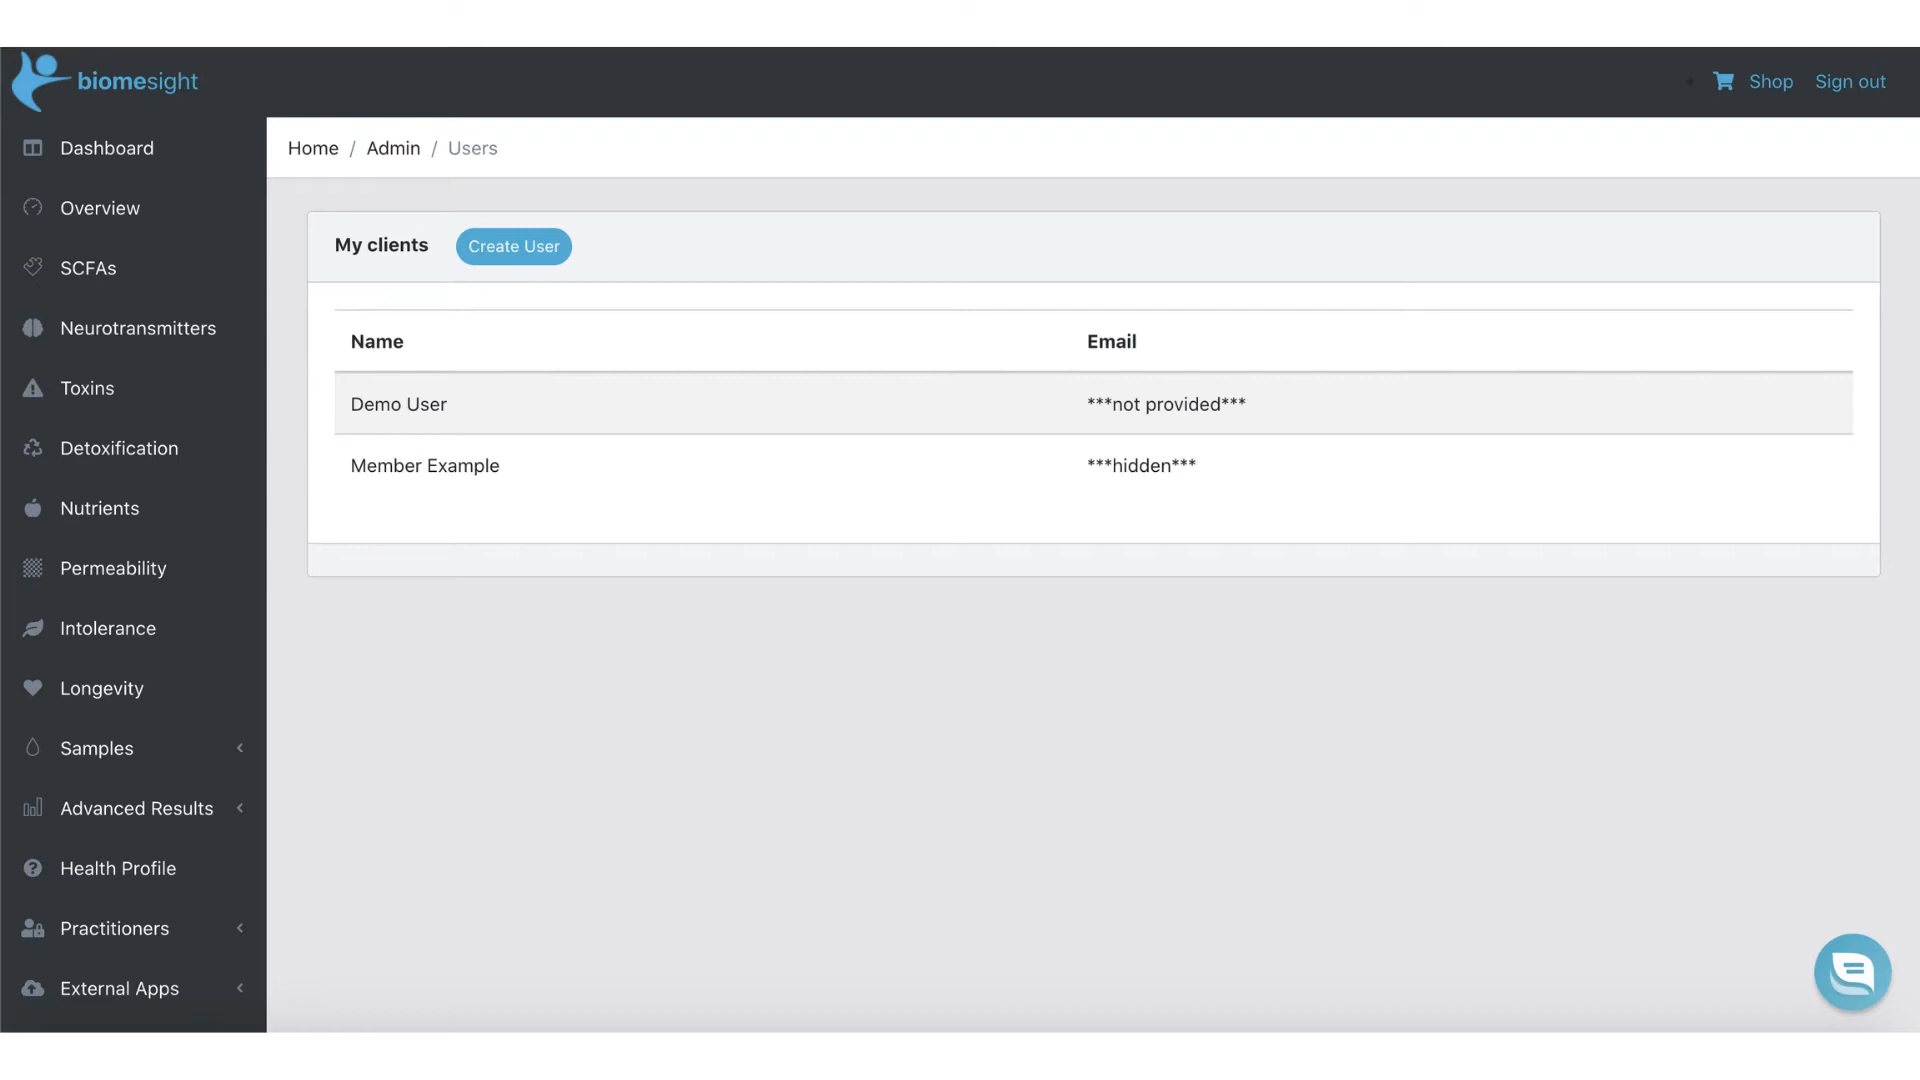 biomesight
Shop
Sign out
Dashboard
Overview
SCFAs
Neurotransmitters
Toxins
Detoxification
Nutrients
Permeability
Intolerance
Longevity
Samples
Advanced Results
Health Profile
Practitioners
External Apps
Home / Admin / Users
My clients
Create User
Name Email
Demo User ***not provided***
Member Example ***hidden***